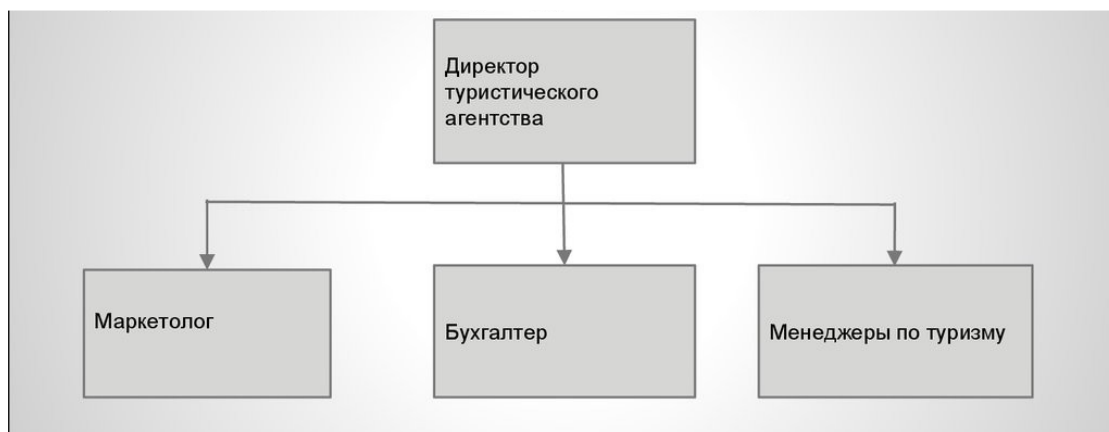 Директор
туристического
агентства
Маркетолог
Бухгалтер
Менеджеры по туризму